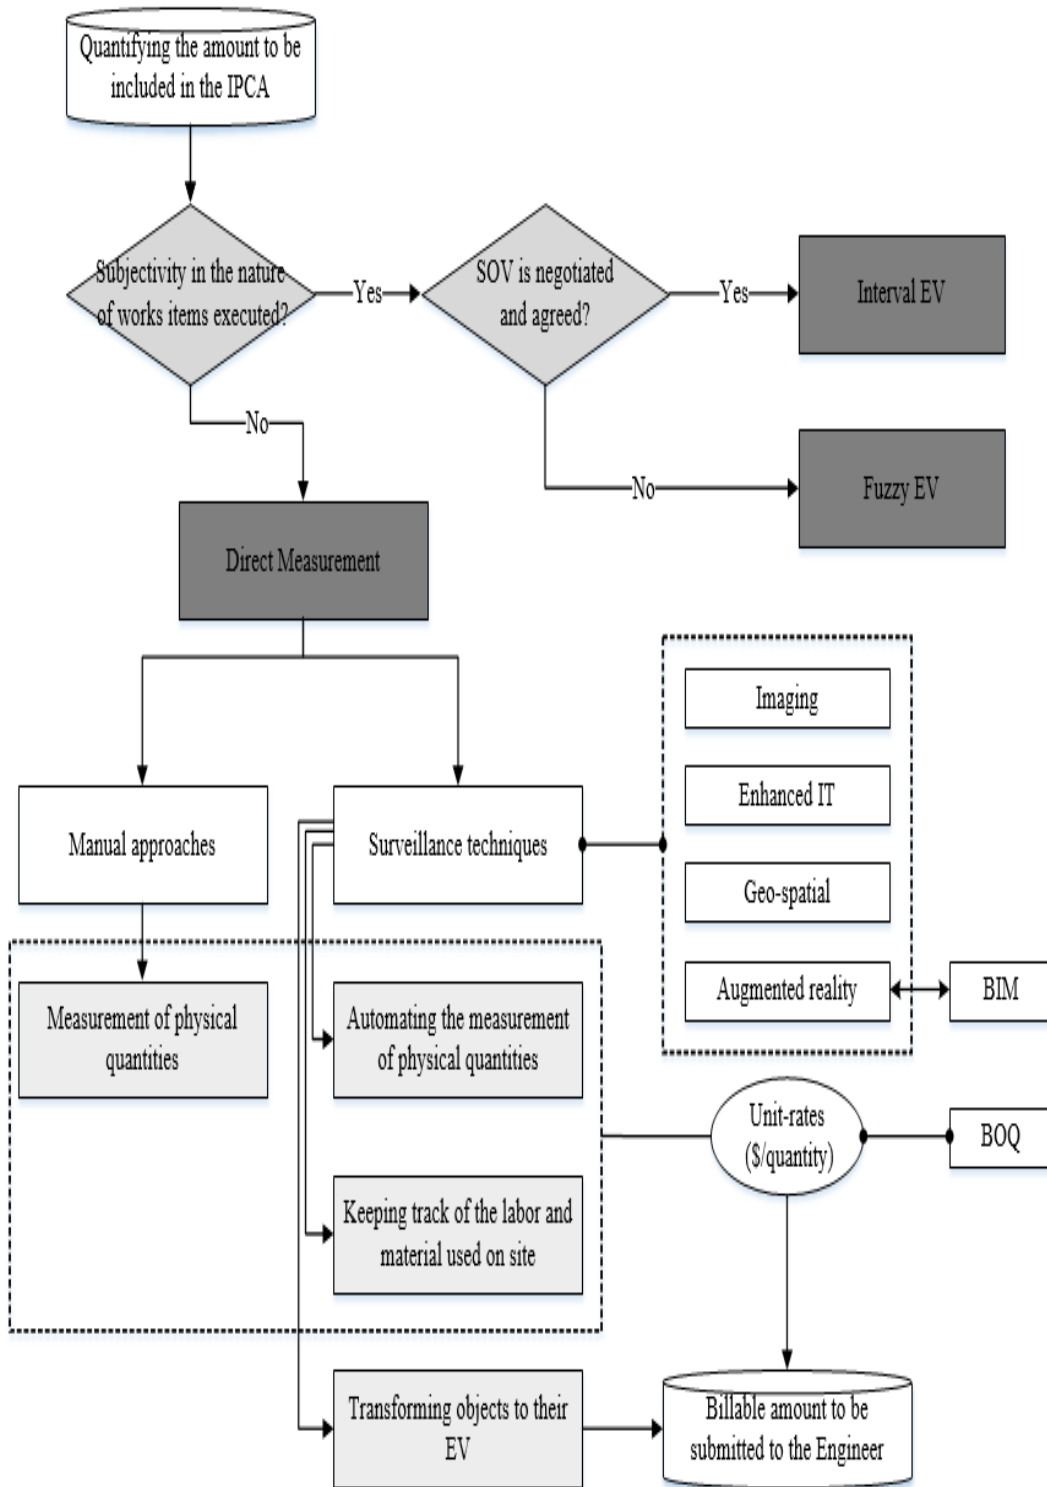 Quantifying the amount to be
included in the IPCA
Subjectivity in the nature
of works items executed?
Yes
SOV is negotiated
and agreed?
Yes
Interval EV
No
No
Fuzzy EV
Direct Measurement
Imaging
Enhanced IT
Manual approaches
Surveillance techniques
Geo-spatial
Augmented reality
BIM
Measurement of physical
quantities
Automating the measurement
of physical quantities
Unit-rates
($/quantity)
BOQ
Keeping track of the labor and
material used on site
Transforming objects to their
EV
Billable amount to be
submitted to the Engineer